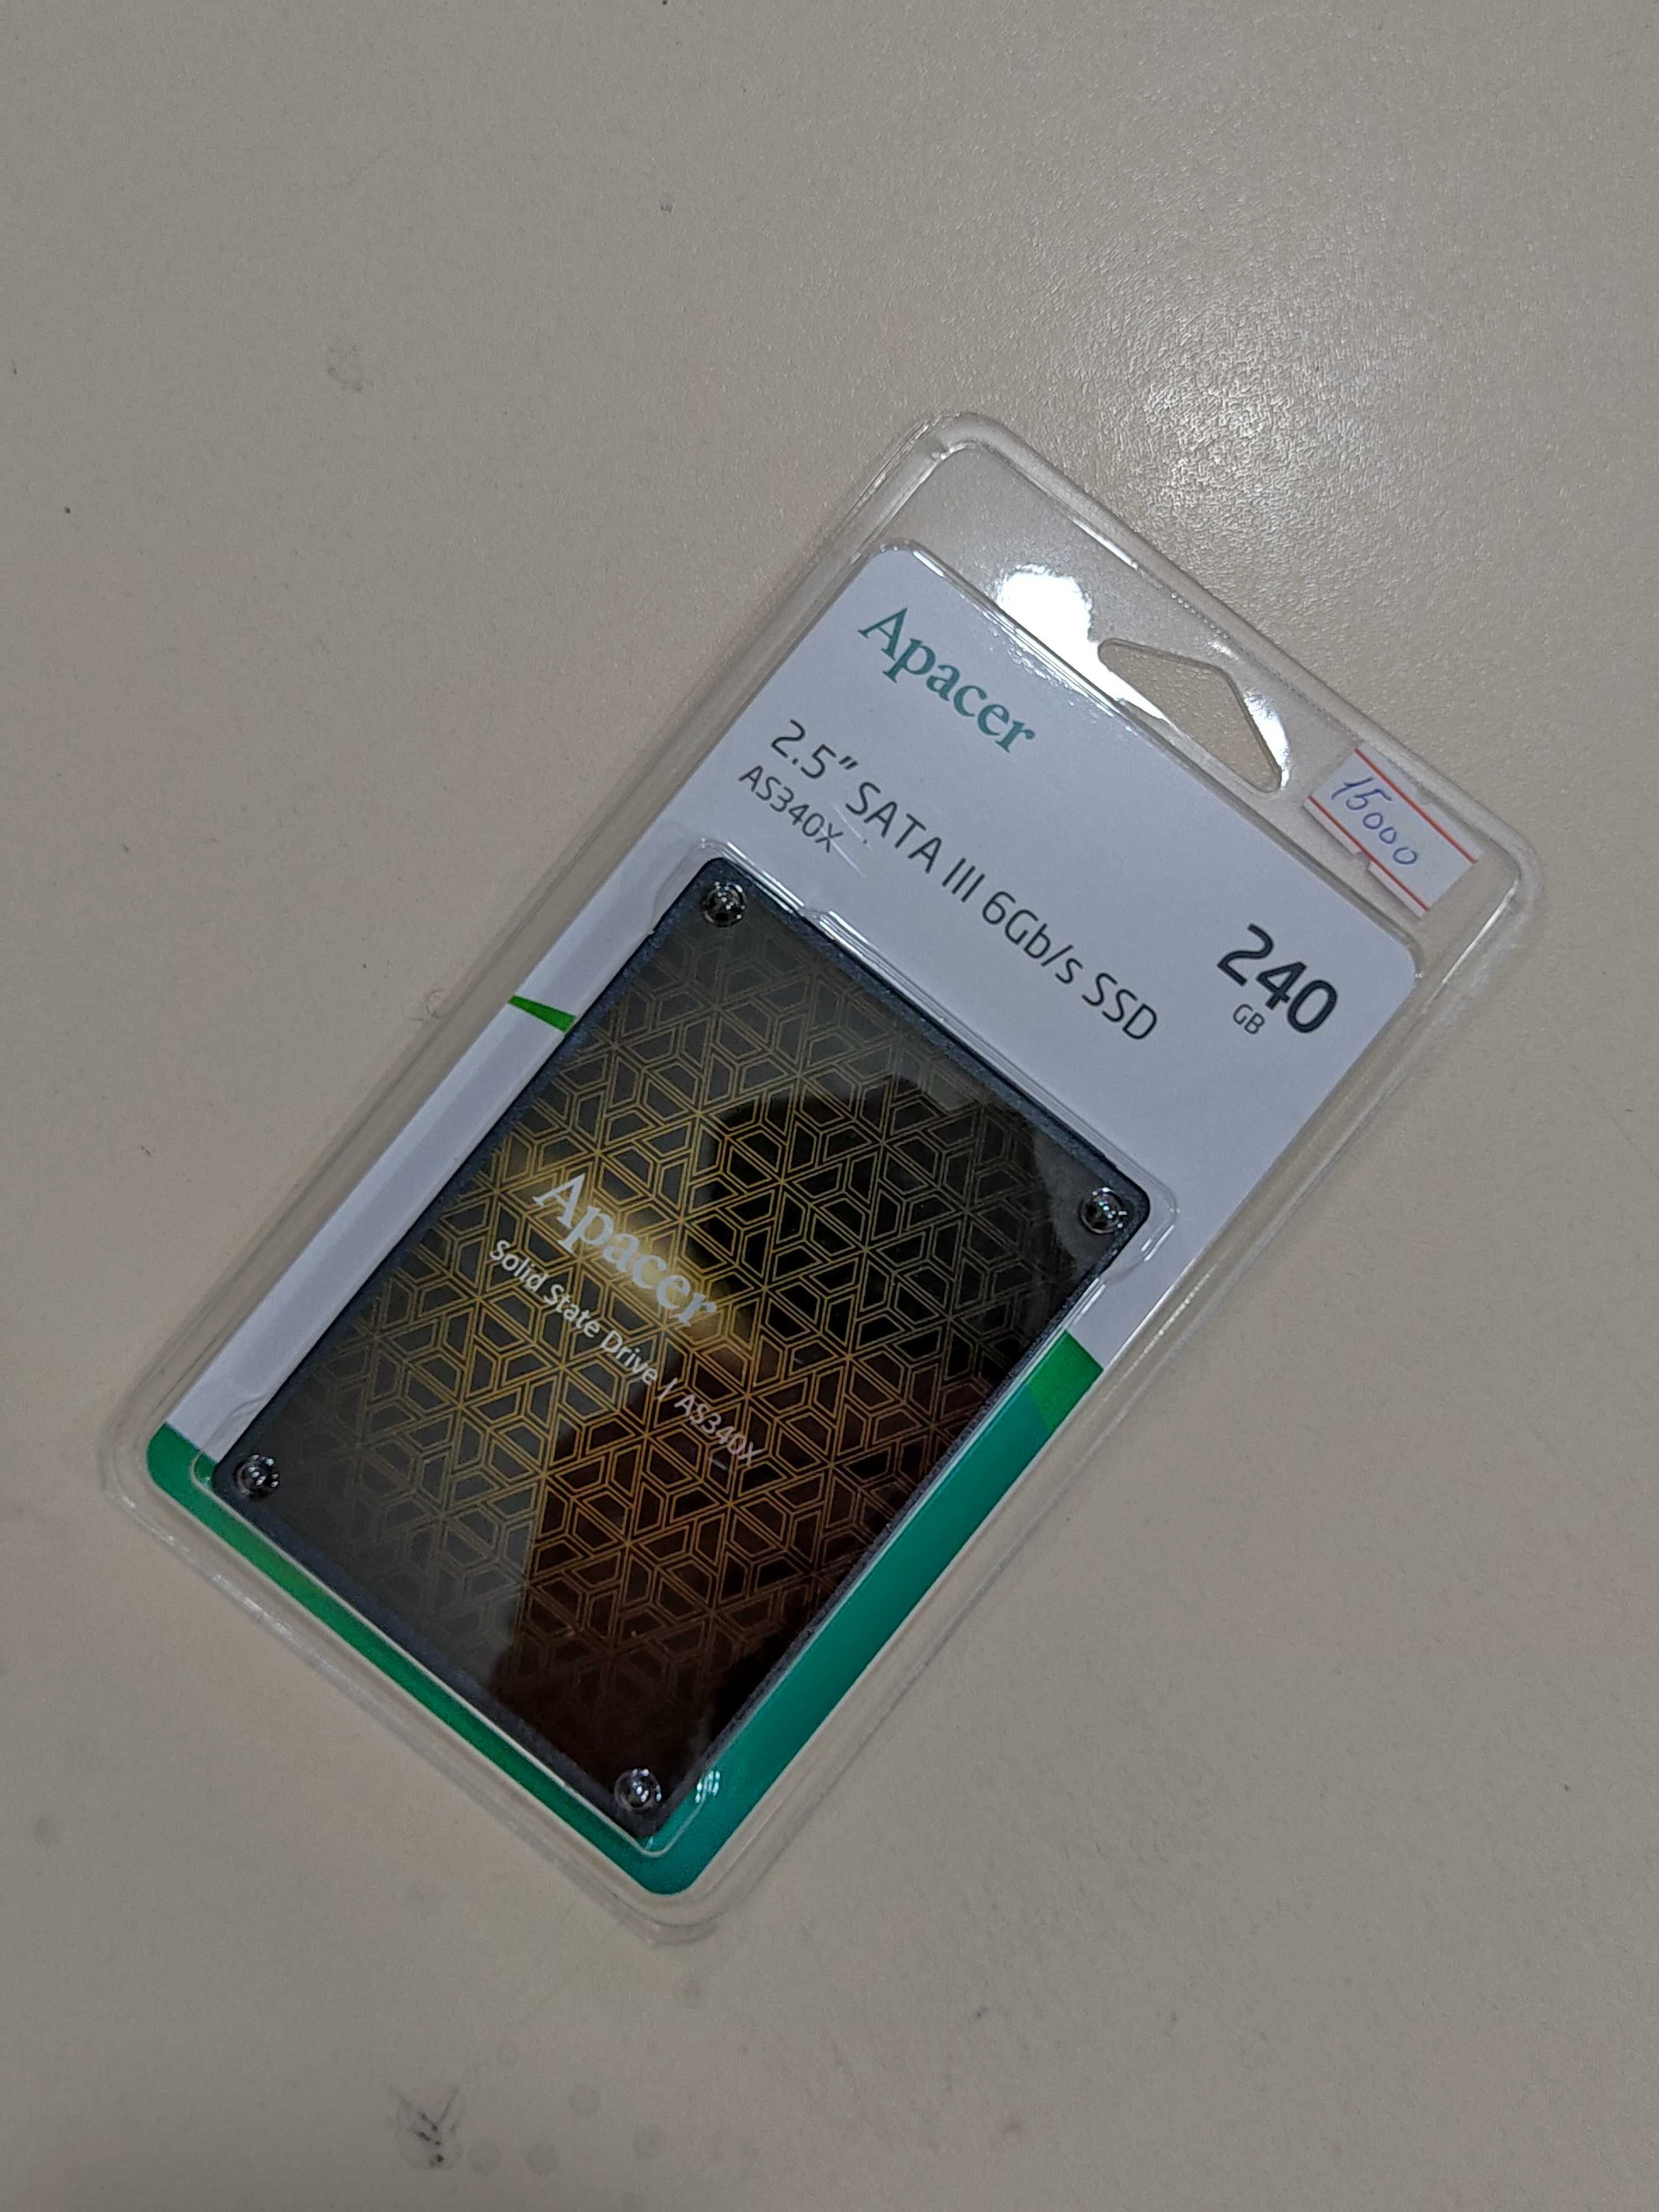 Apacer
15000
2.5" SATA III 6Gb/s SSD
AS340X
240
GB
Apacer
Solid State Drive / AS340X